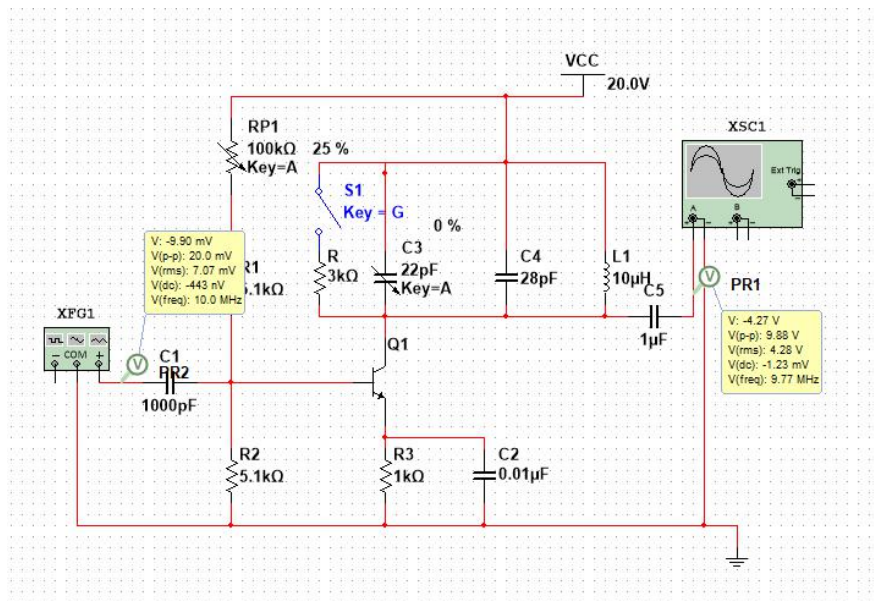 VCC
20.0V
XSC1
Ext Trig
A
B
RP1
100kΩ 25 %
Key=A
S1
Key = G
0 %
R
3kΩ
C3
22pF
Key=A
C4
28pF
L1
10µH
C5
1µF
PR1
V: -4.27 V
V(p-p): 9.88 V
V(rms): 4.28 V
V(dc): -1.23 mV
V(freq): 9.77 MHz
V: -9.90 mV
V(p-p): 20.0 mV
V(rms): 7.07 mV
V(dc): -443 nV
V(freq): 10.0 MHz
R1
5.1kΩ
XFG1
COM
V
V
C1
PR2
1000pF
Q1
R2
5.1kΩ
R3
1kΩ
C2
0.01µF